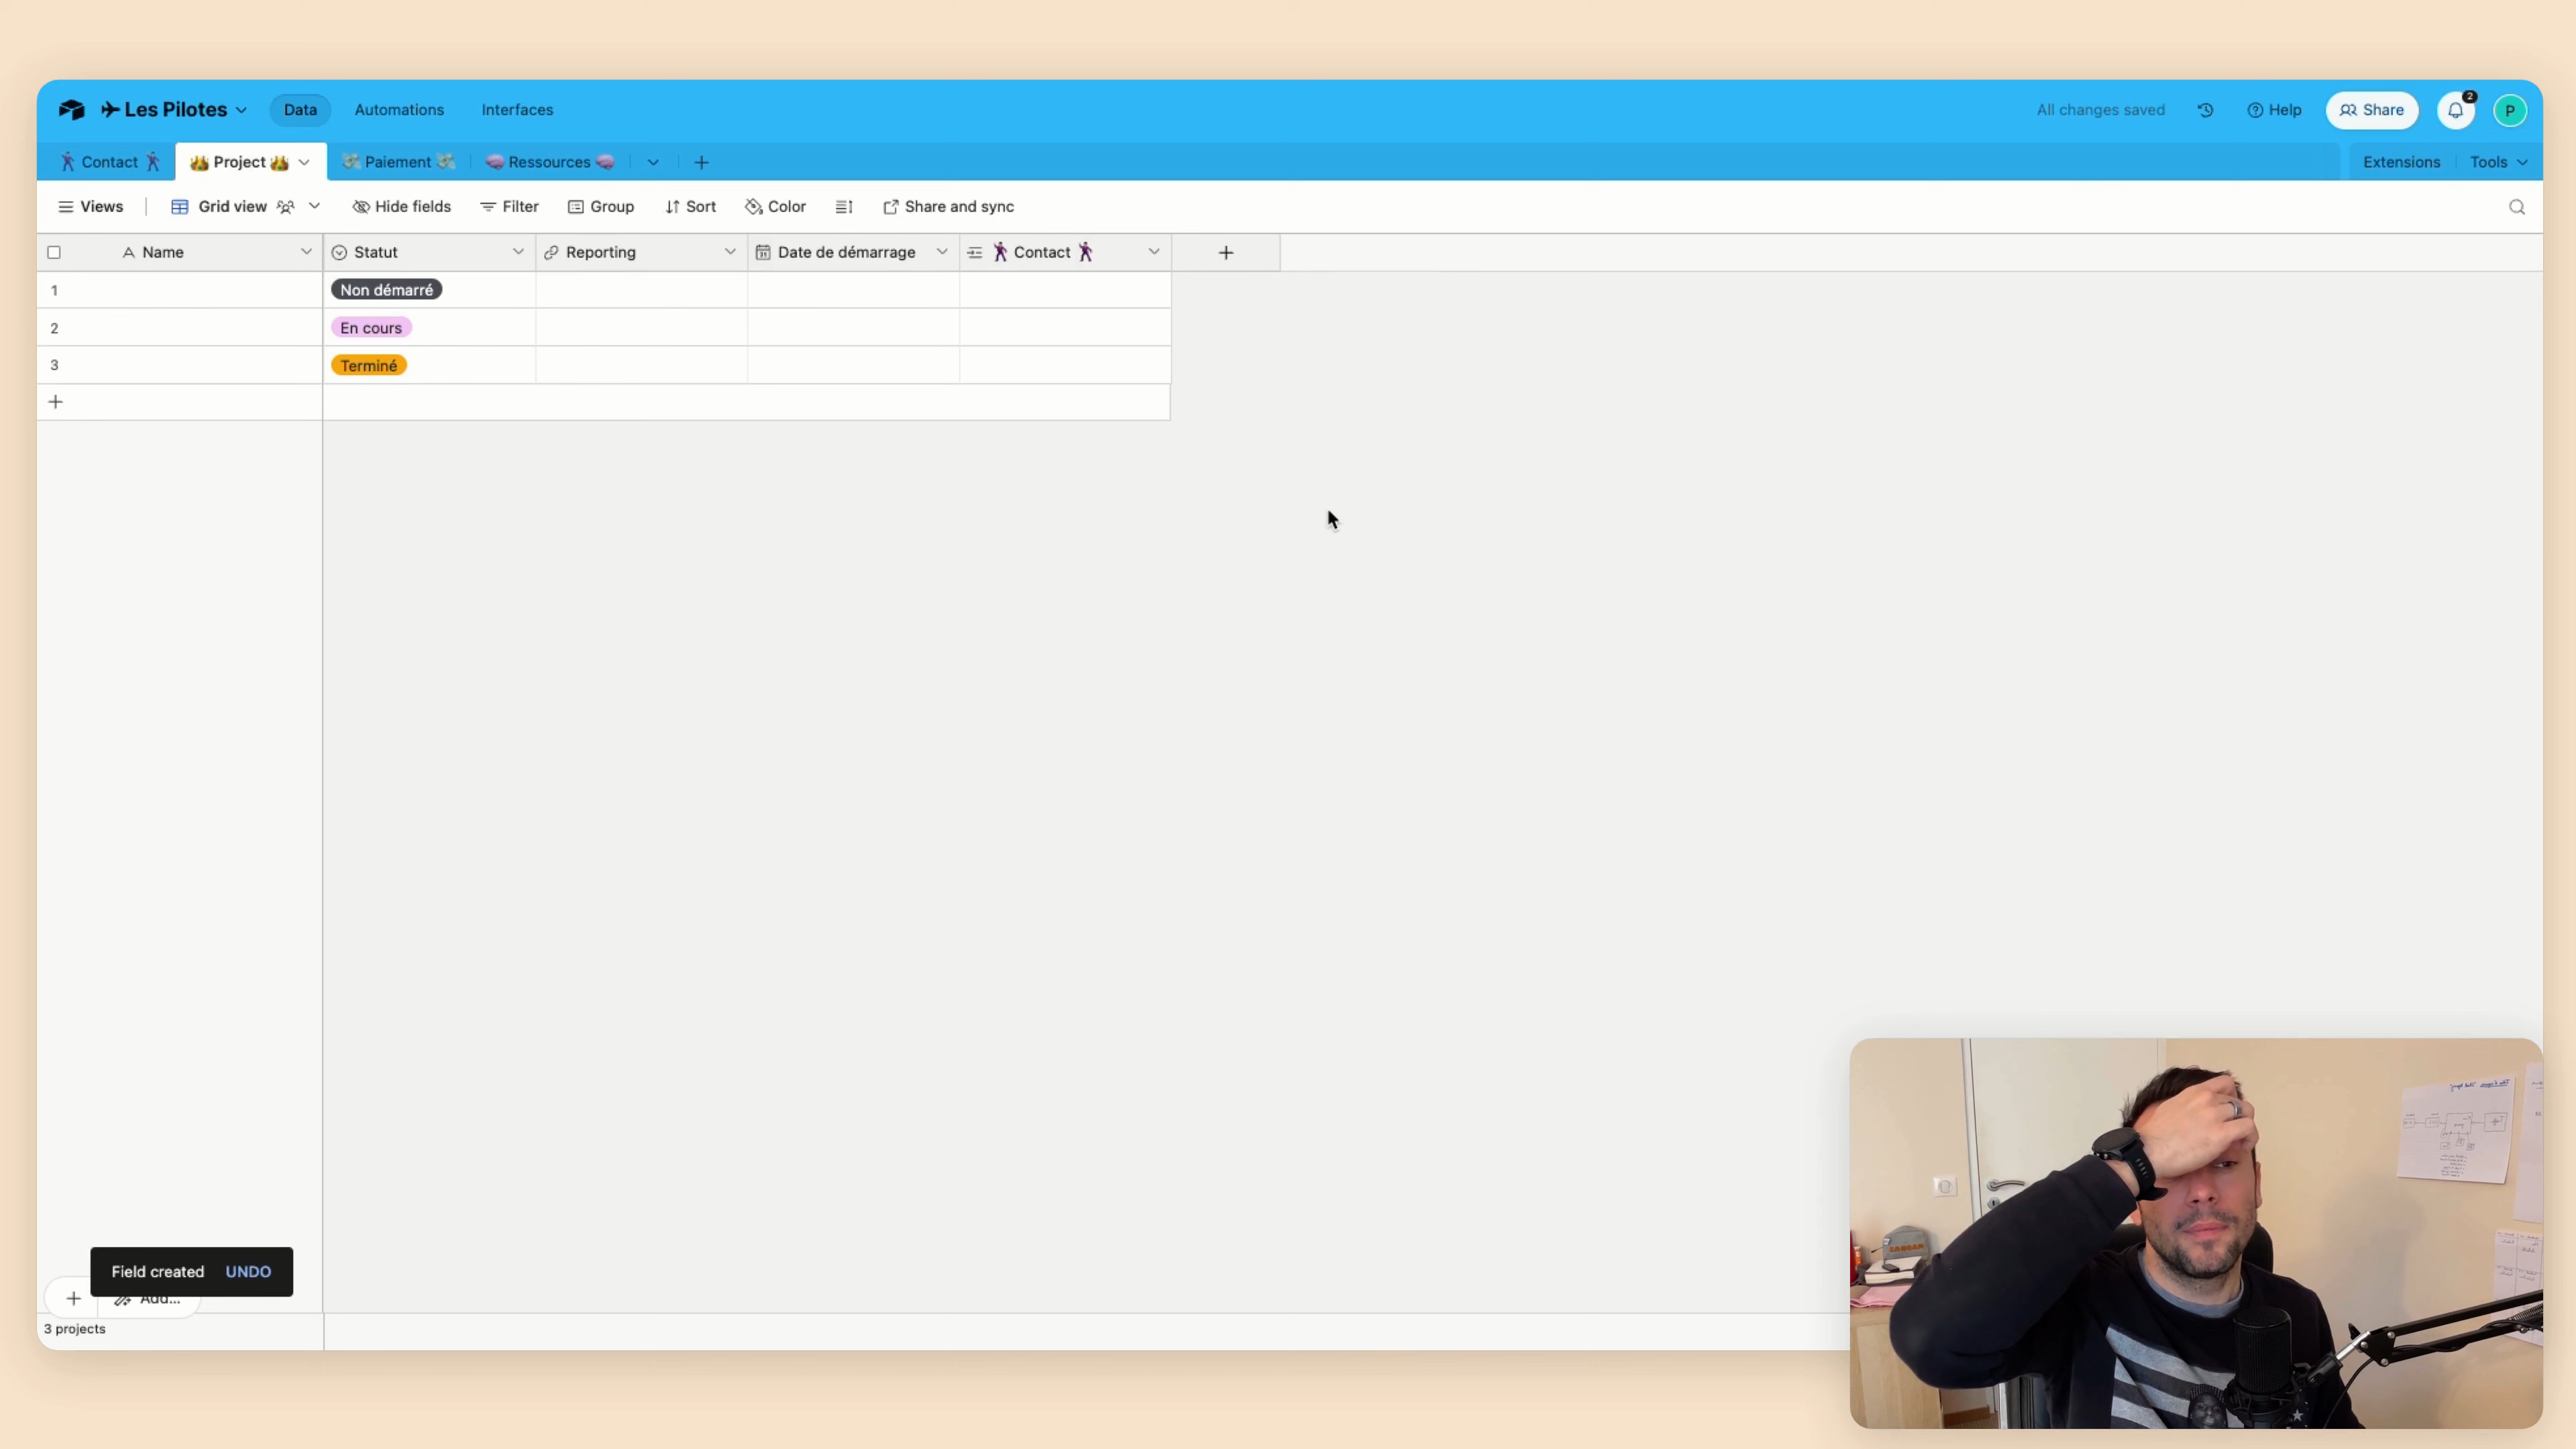 Les Pilotes
Data
Automations
Interfaces
All changes saved
Help
Share
2
P
Contact
Project
Paiement
Ressources
Extensions
Tools
Views
Grid view
Hide fields
Filter
Group
Sort
Color
Share and sync
Name
Statut
Reporting
Date de démarrage
Contact
1
Non démarré
2
En cours
3
Terminé
Field created
UNDO
Add...
3 projects